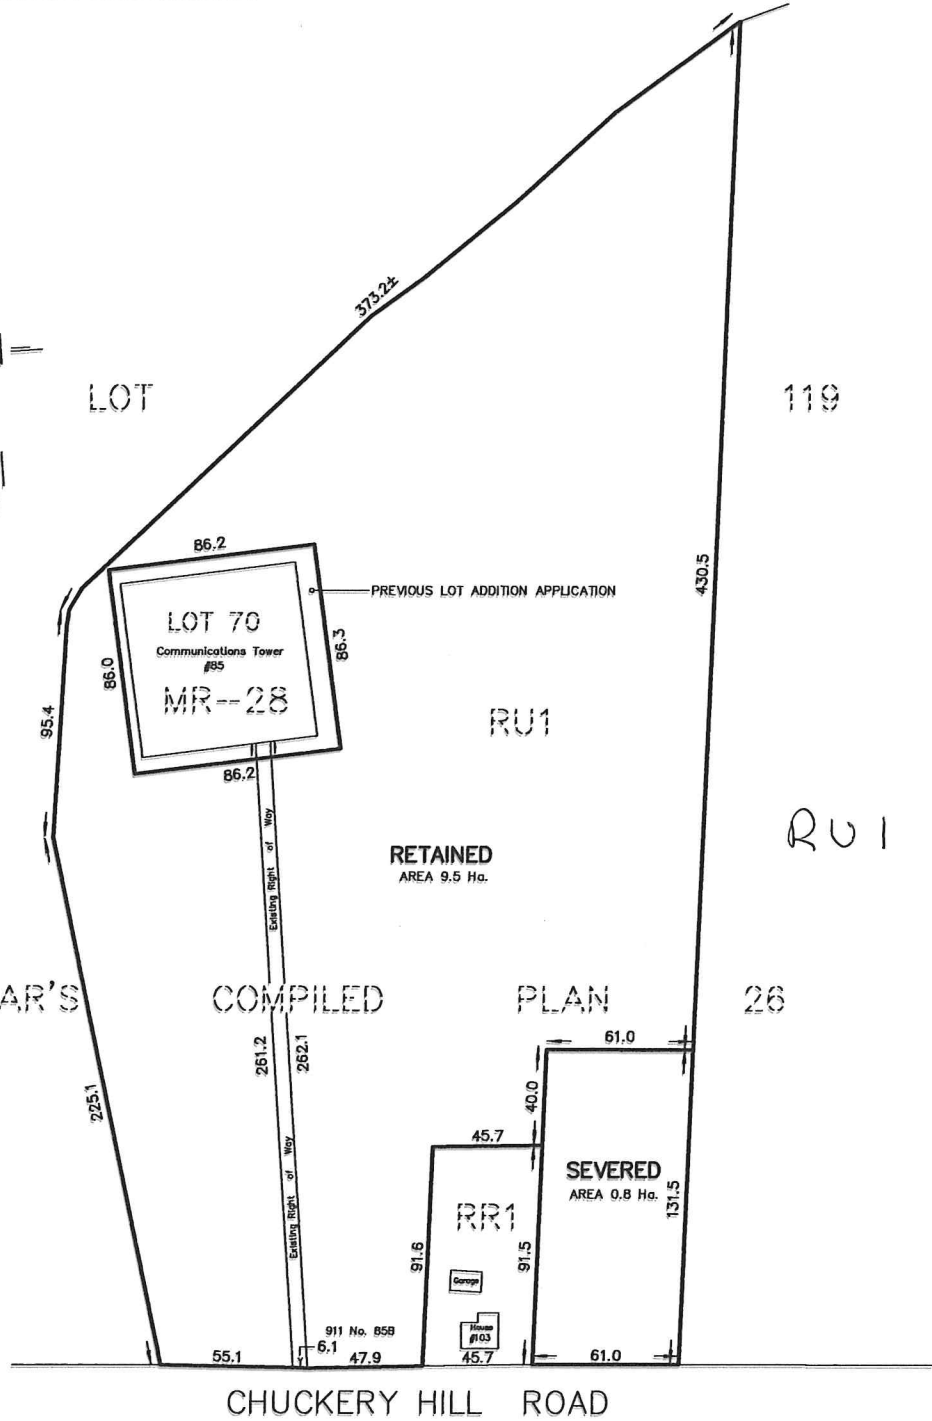 373.2±
LOT
119
86.2
430.5
PREVIOUS LOT ADDITION APPLICATION
LOT 70
Communications Tower
#85
MR--28
86.0
86.3
95.4
RU1
86.2
Existing Right of Way
RU1
RETAINED
AREA 9.5 Ha.
AR'S COMPILED PLAN 26
261.2
262.1
61.0
225.1
40.0
45.7
Existing Right of Way
SEVERED
AREA 0.8 Ha.
131.5
RR1
91.6
91.5
Garage
House
#103
911 No. 85B
6.1
55.1
47.9
45.7
61.0
CHUCKERY HILL ROAD